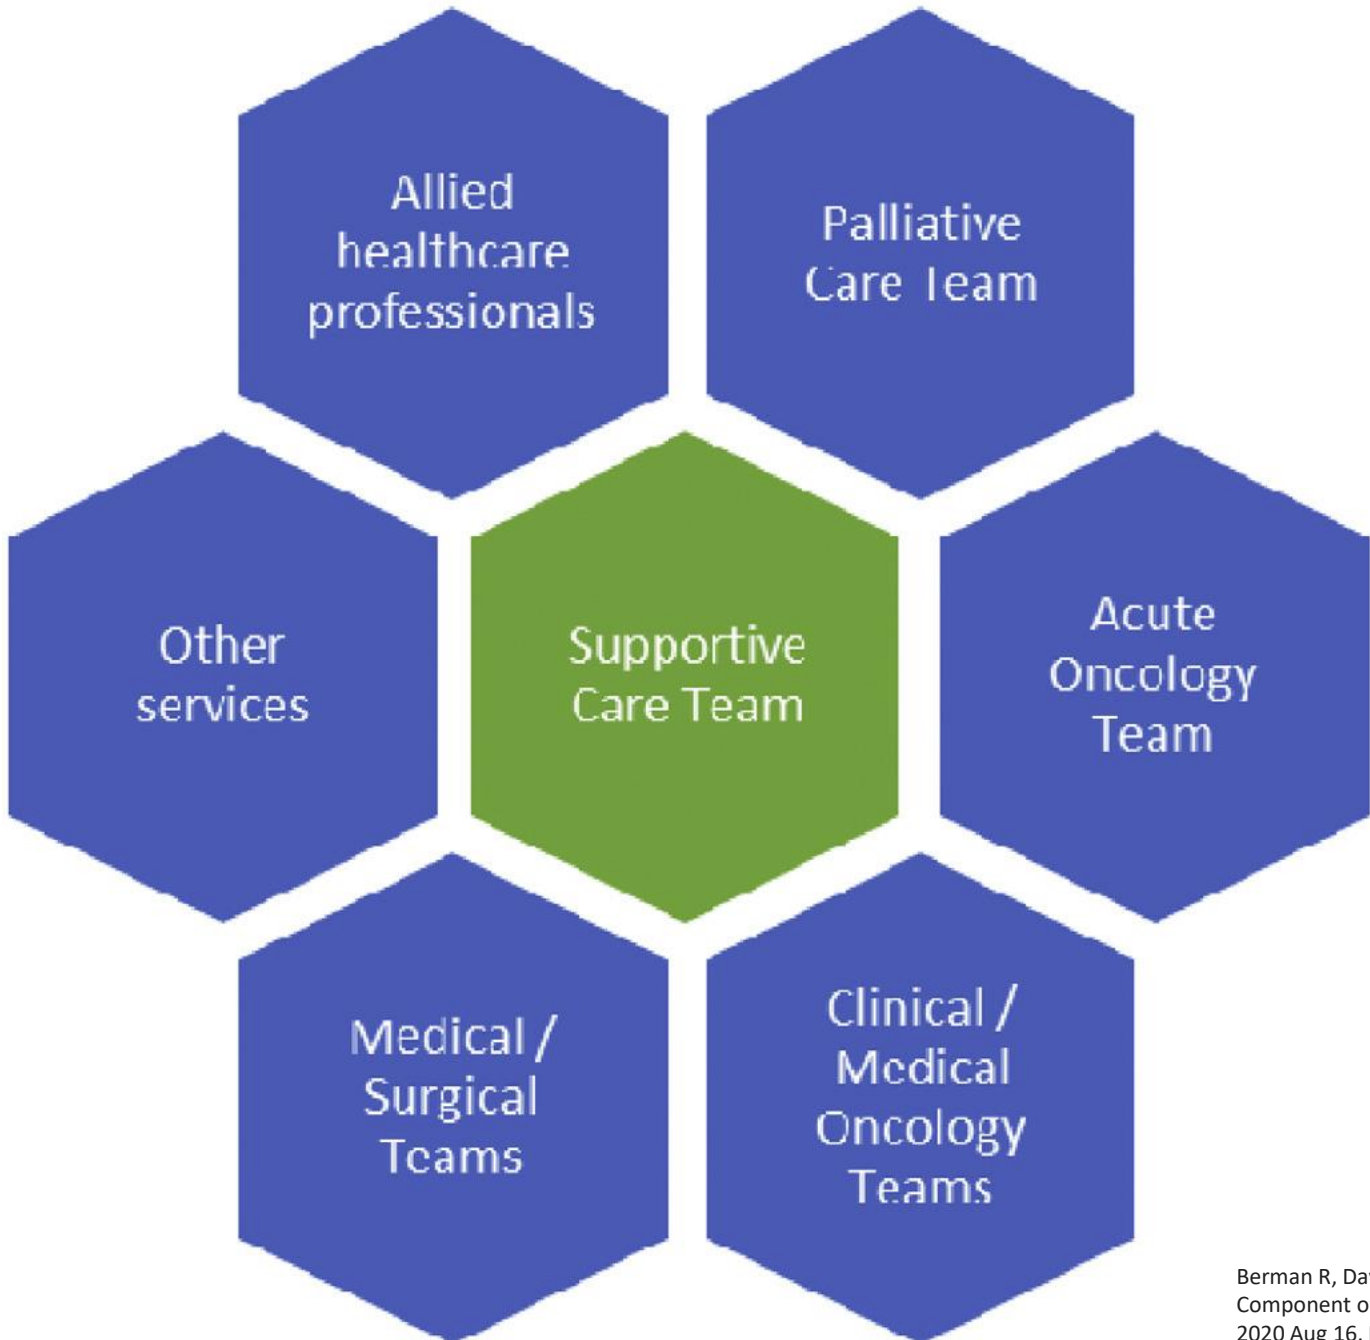 Allied
healthcare
professionals
Palliative
Care Team
Other
services
Supportive
Care Team
Acute
Oncology
Team
Medical /
Surgical
Teams
Clinical /
Medical
Oncology
Teams
Berman R, Da
Component o
2020 Aug 16.